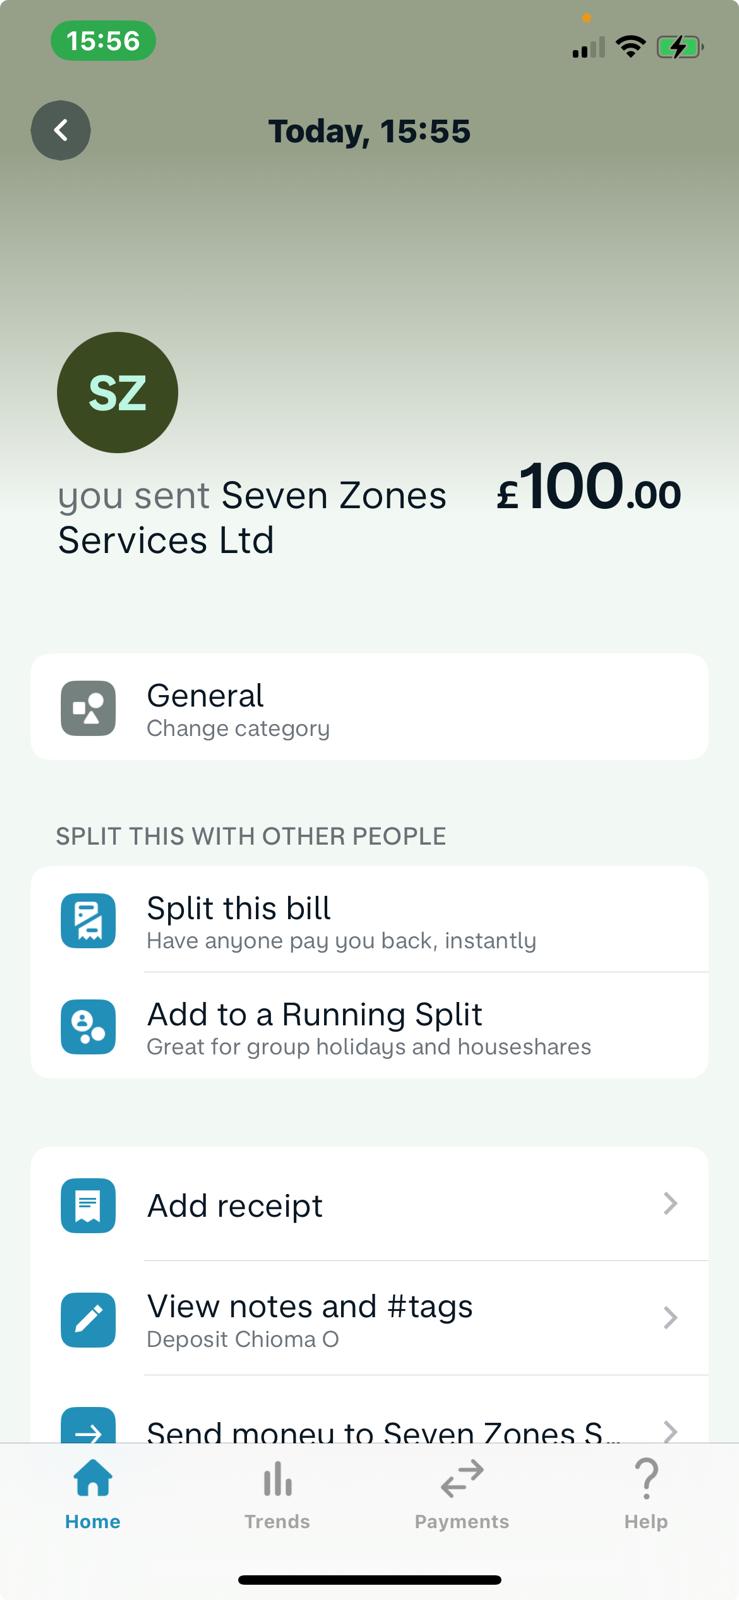 15:56
Today, 15:55
SZ
you sent Seven Zones £100.00
Services Ltd
General
Change category
SPLIT THIS WITH OTHER PEOPLE
Split this bill
Have anyone pay you back, instantly
Add to a Running Split
Great for group holidays and houseshares
Add receipt
View notes and #tags
Deposit Chioma O
Send money to Seven Zones S...
Home Trends Payments Help